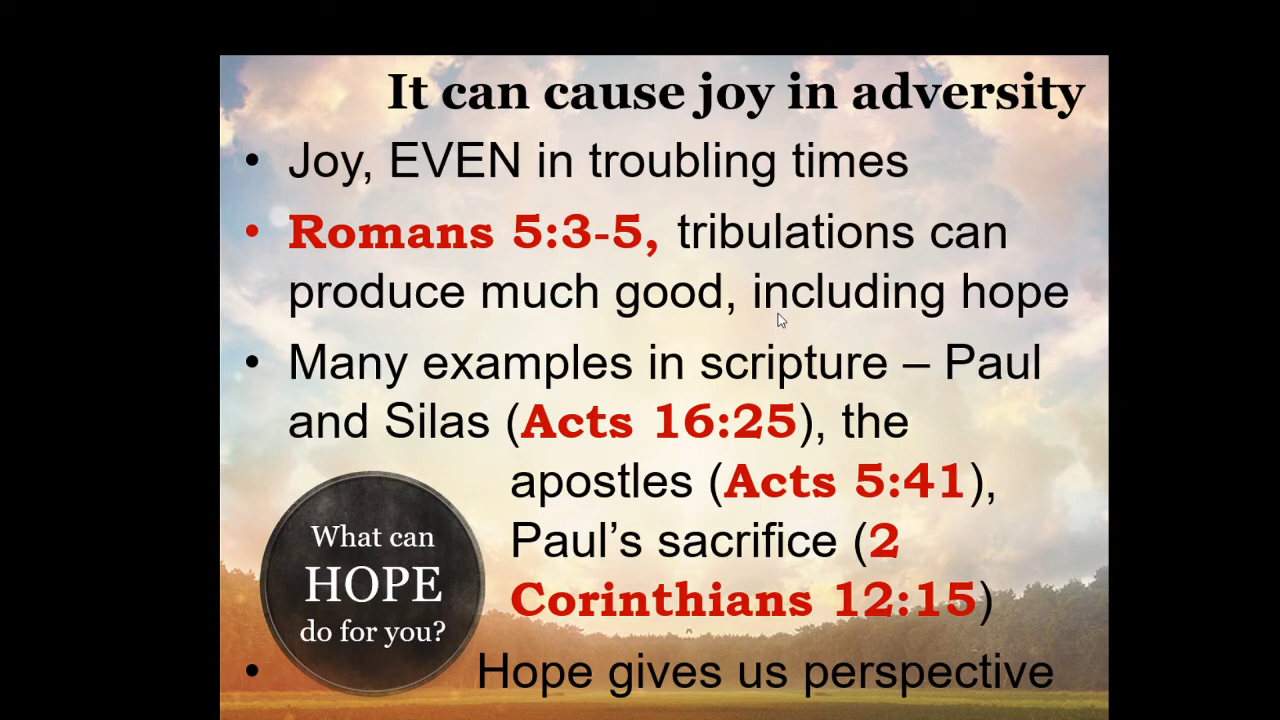 It can cause joy in adversity
• Joy, EVEN in troubling times
• Romans 5:3-5, tribulations can
produce much good, including hope
• Many examples in scripture – Paul
and Silas (Acts 16:25), the
apostles (Acts 5:41),
Paul’s sacrifice (2
Corinthians 12:15)
What can
HOPE
do for you?
• Hope gives us perspective